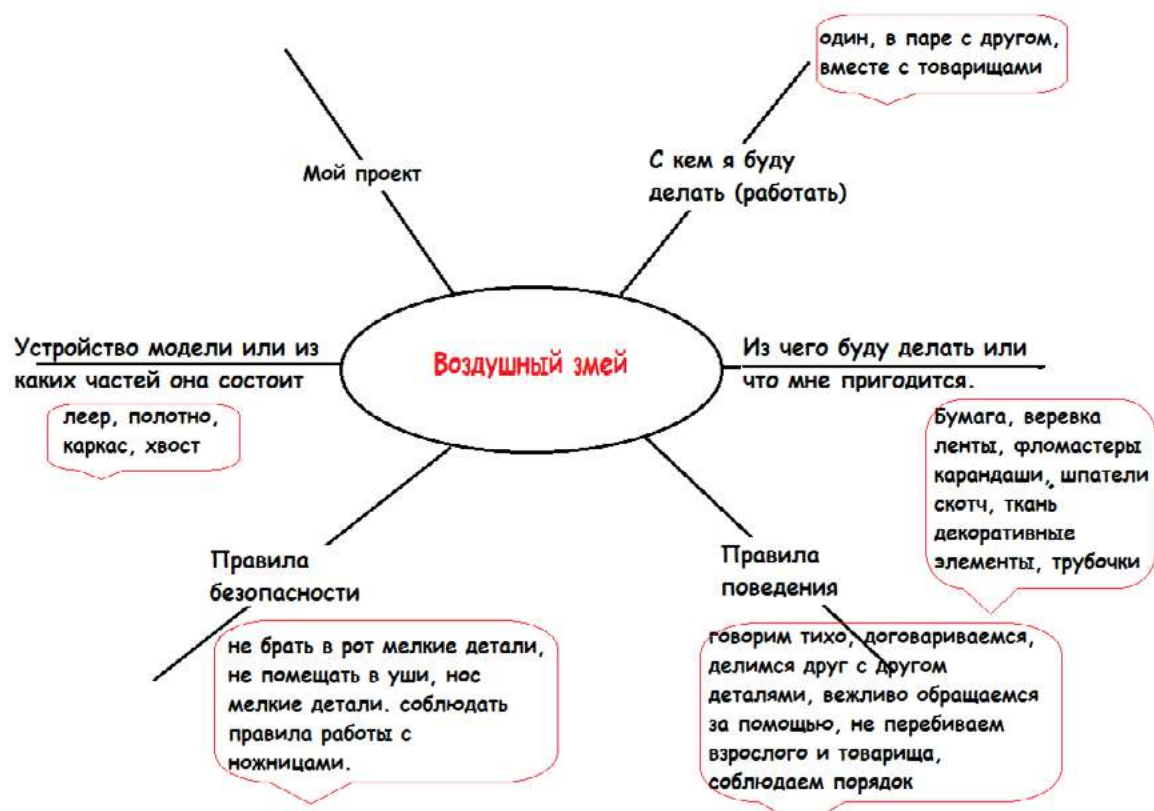 один, в паре с другом,
вместе с товарищами
С кем я буду
делать (работать)
Мой проект
Воздушный змей
Устройство модели или из
каких частей она состоит
леер, полотно,
каркас, хвост
Из чего буду делать или
что мне пригодится.
Бумага, веревка
ленты, фломастеры
карандаши, шпатели
скотч, ткань
декоративные
элементы, трубочки
Правила
безопасности
не брать в рот мелкие детали,
не помещать в уши, нос
мелкие детали. соблюдать
правила работы с
ножницами.
Правила
поведения
говорим тихо, договариваемся,
делимся друг с другом
деталями, вежливо обращаемся
за помощью, не перебиваем
взрослого и товарища,
соблюдаем порядок